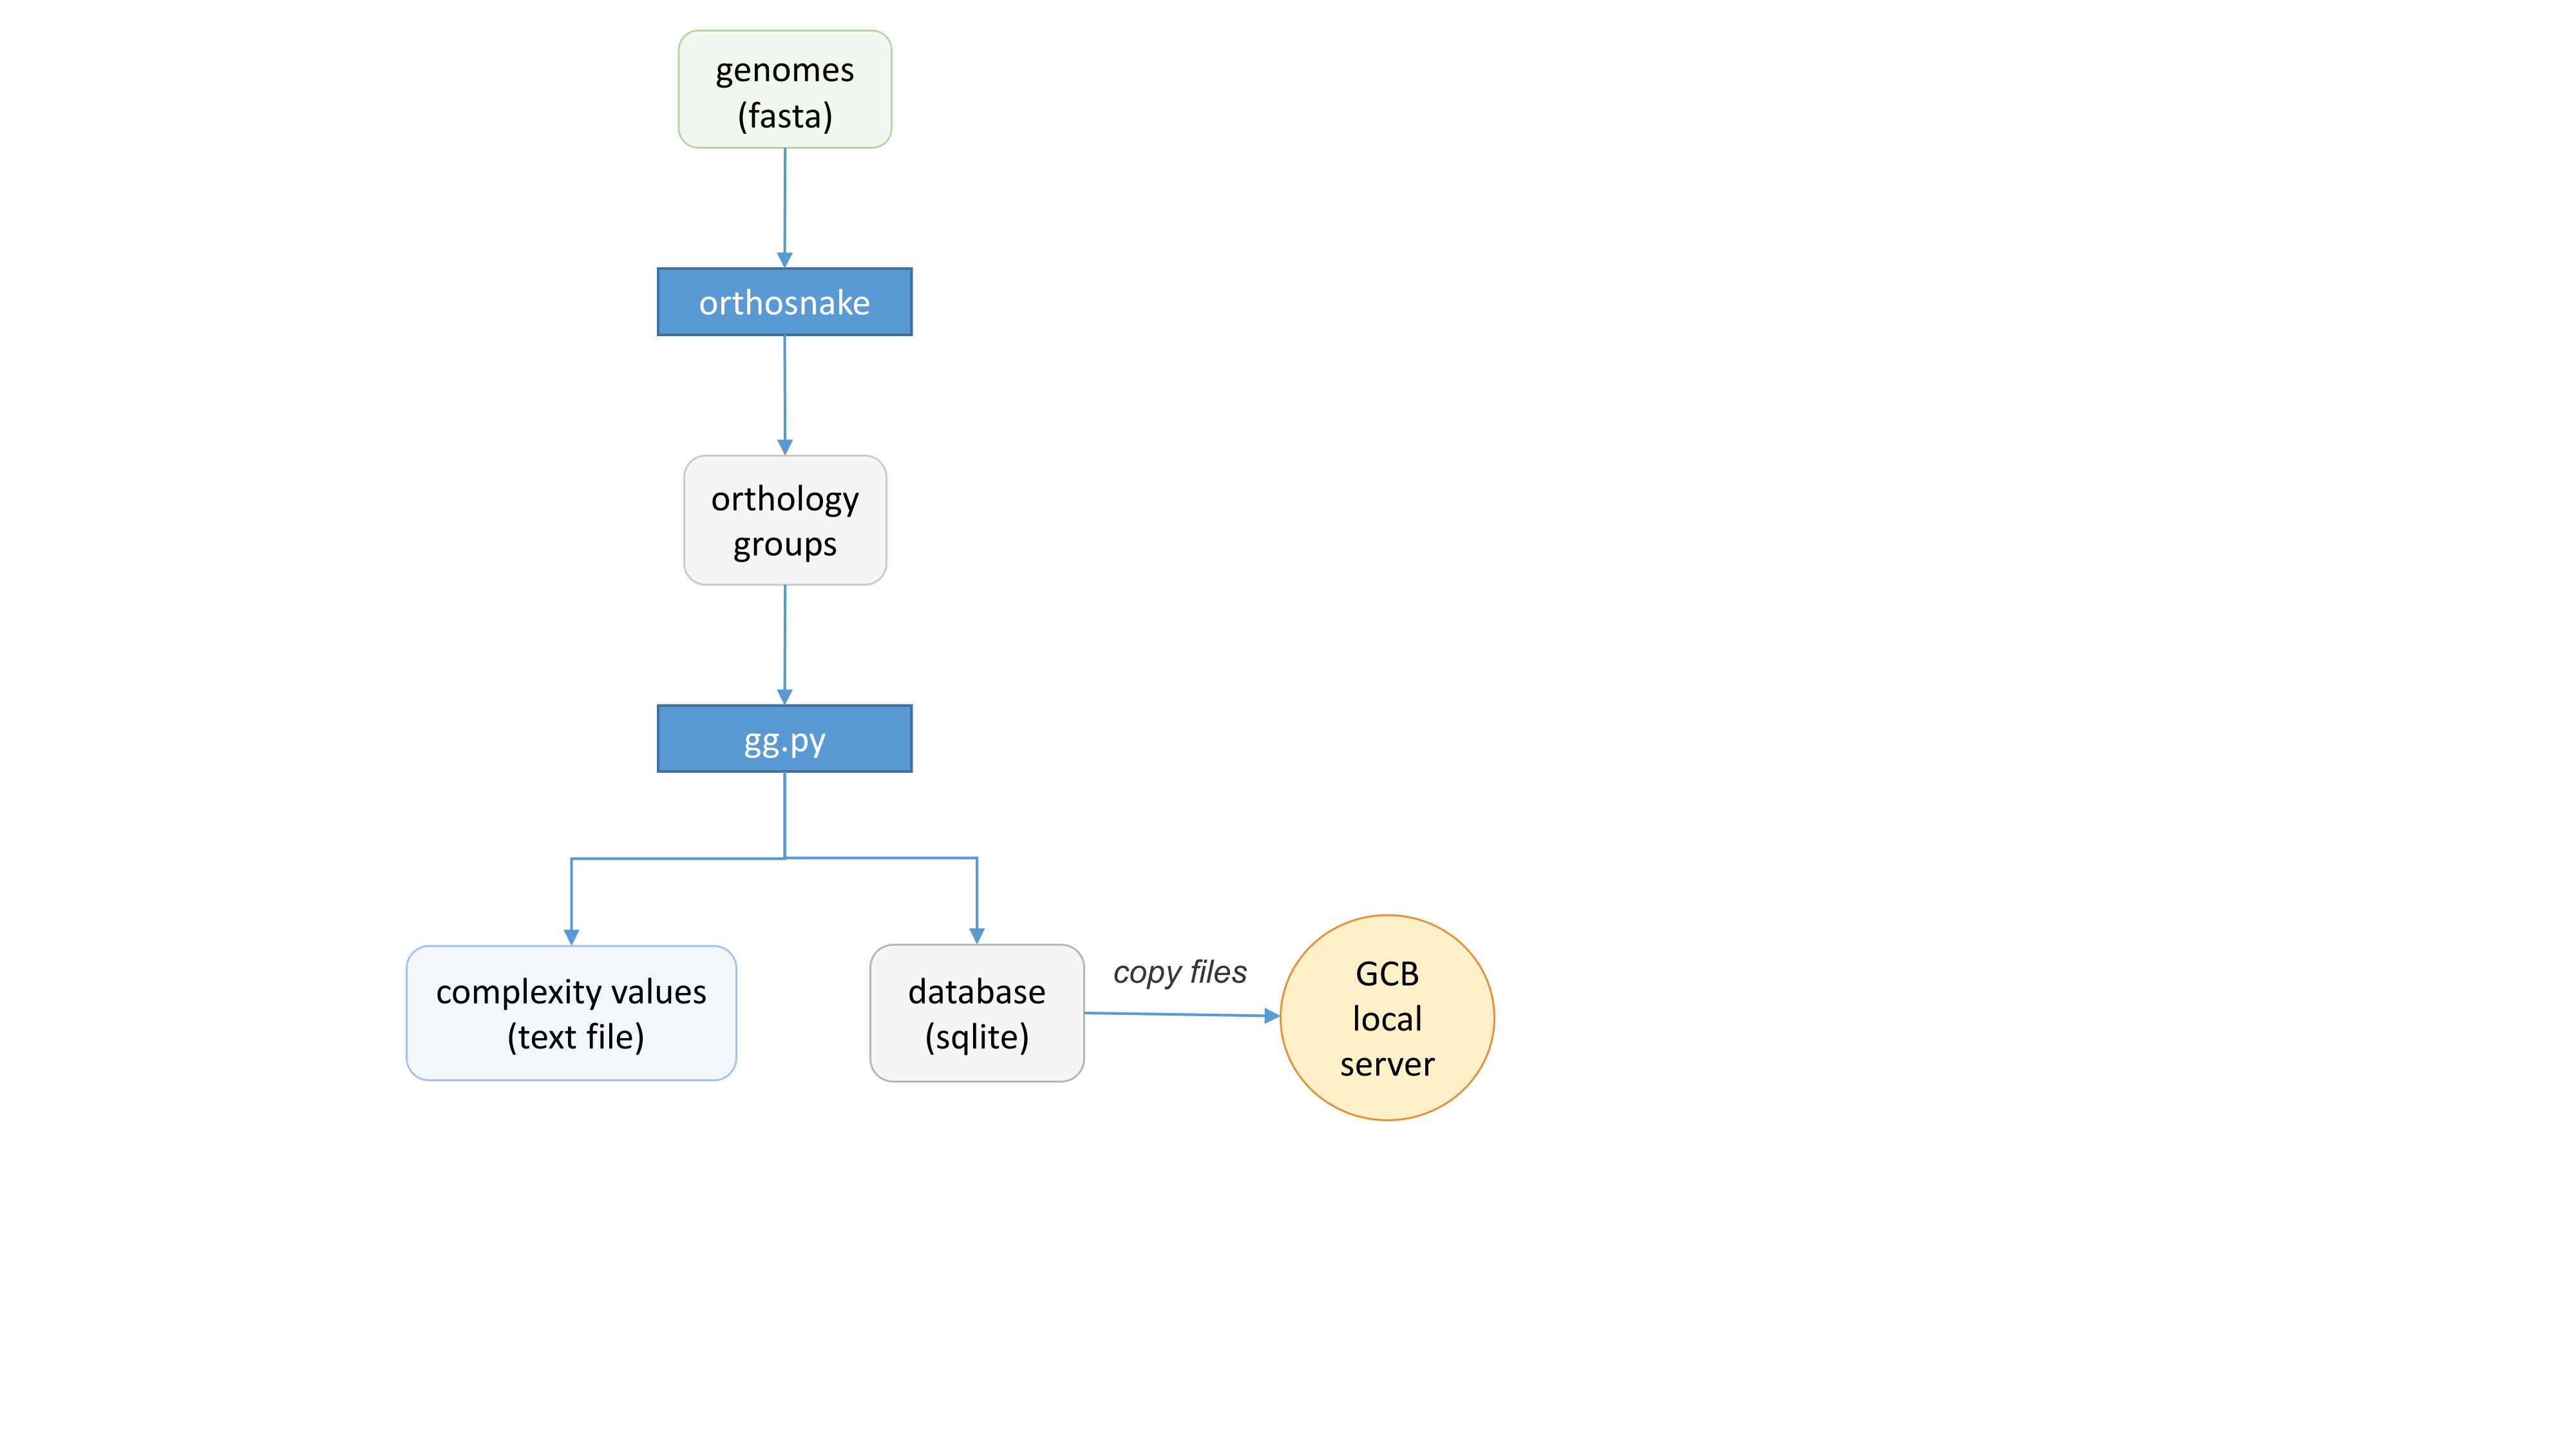 genomes
(fasta)
orthosnake
orthology
groups
gg.py
complexity values
(text file)
database
(sqlite)
copy files
GCB
local
server